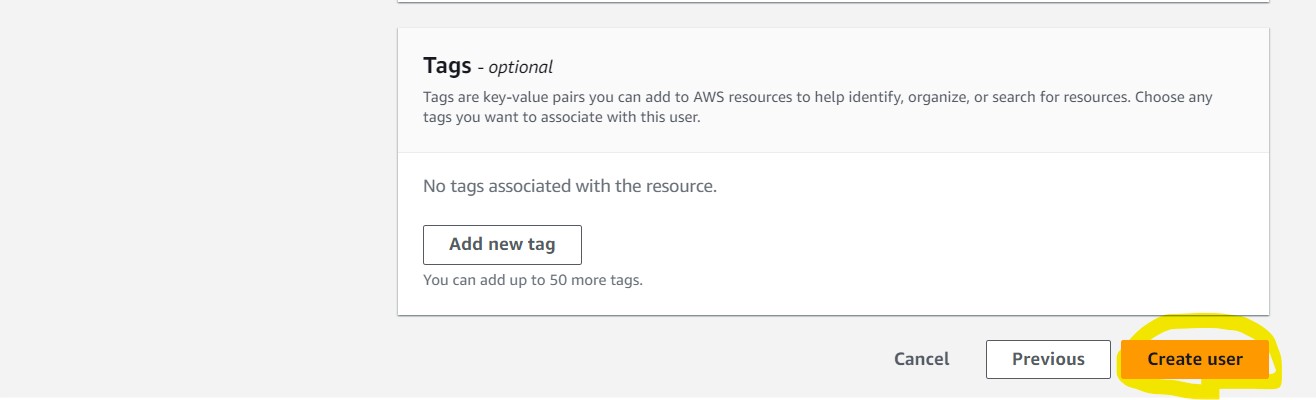 Tags - optional
Tags are key-value pairs you can add to AWS resources to help identify, organize, or search for resources. Choose any
tags you want to associate with this user.
No tags associated with the resource.
Add new tag
You can add up to 50 more tags.
Cancel
Previous
Create user